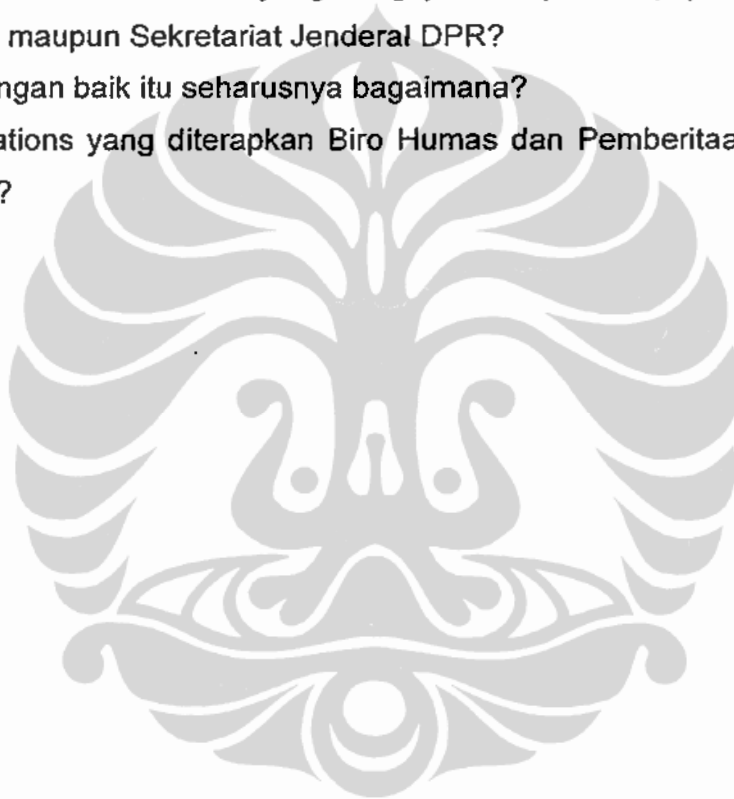 maupun Sekretariat Jenderal DPR?
ngan baik itu seharusnya bagaimana?
ations yang diterapkan Biro Humas dan Pemberitaa
?